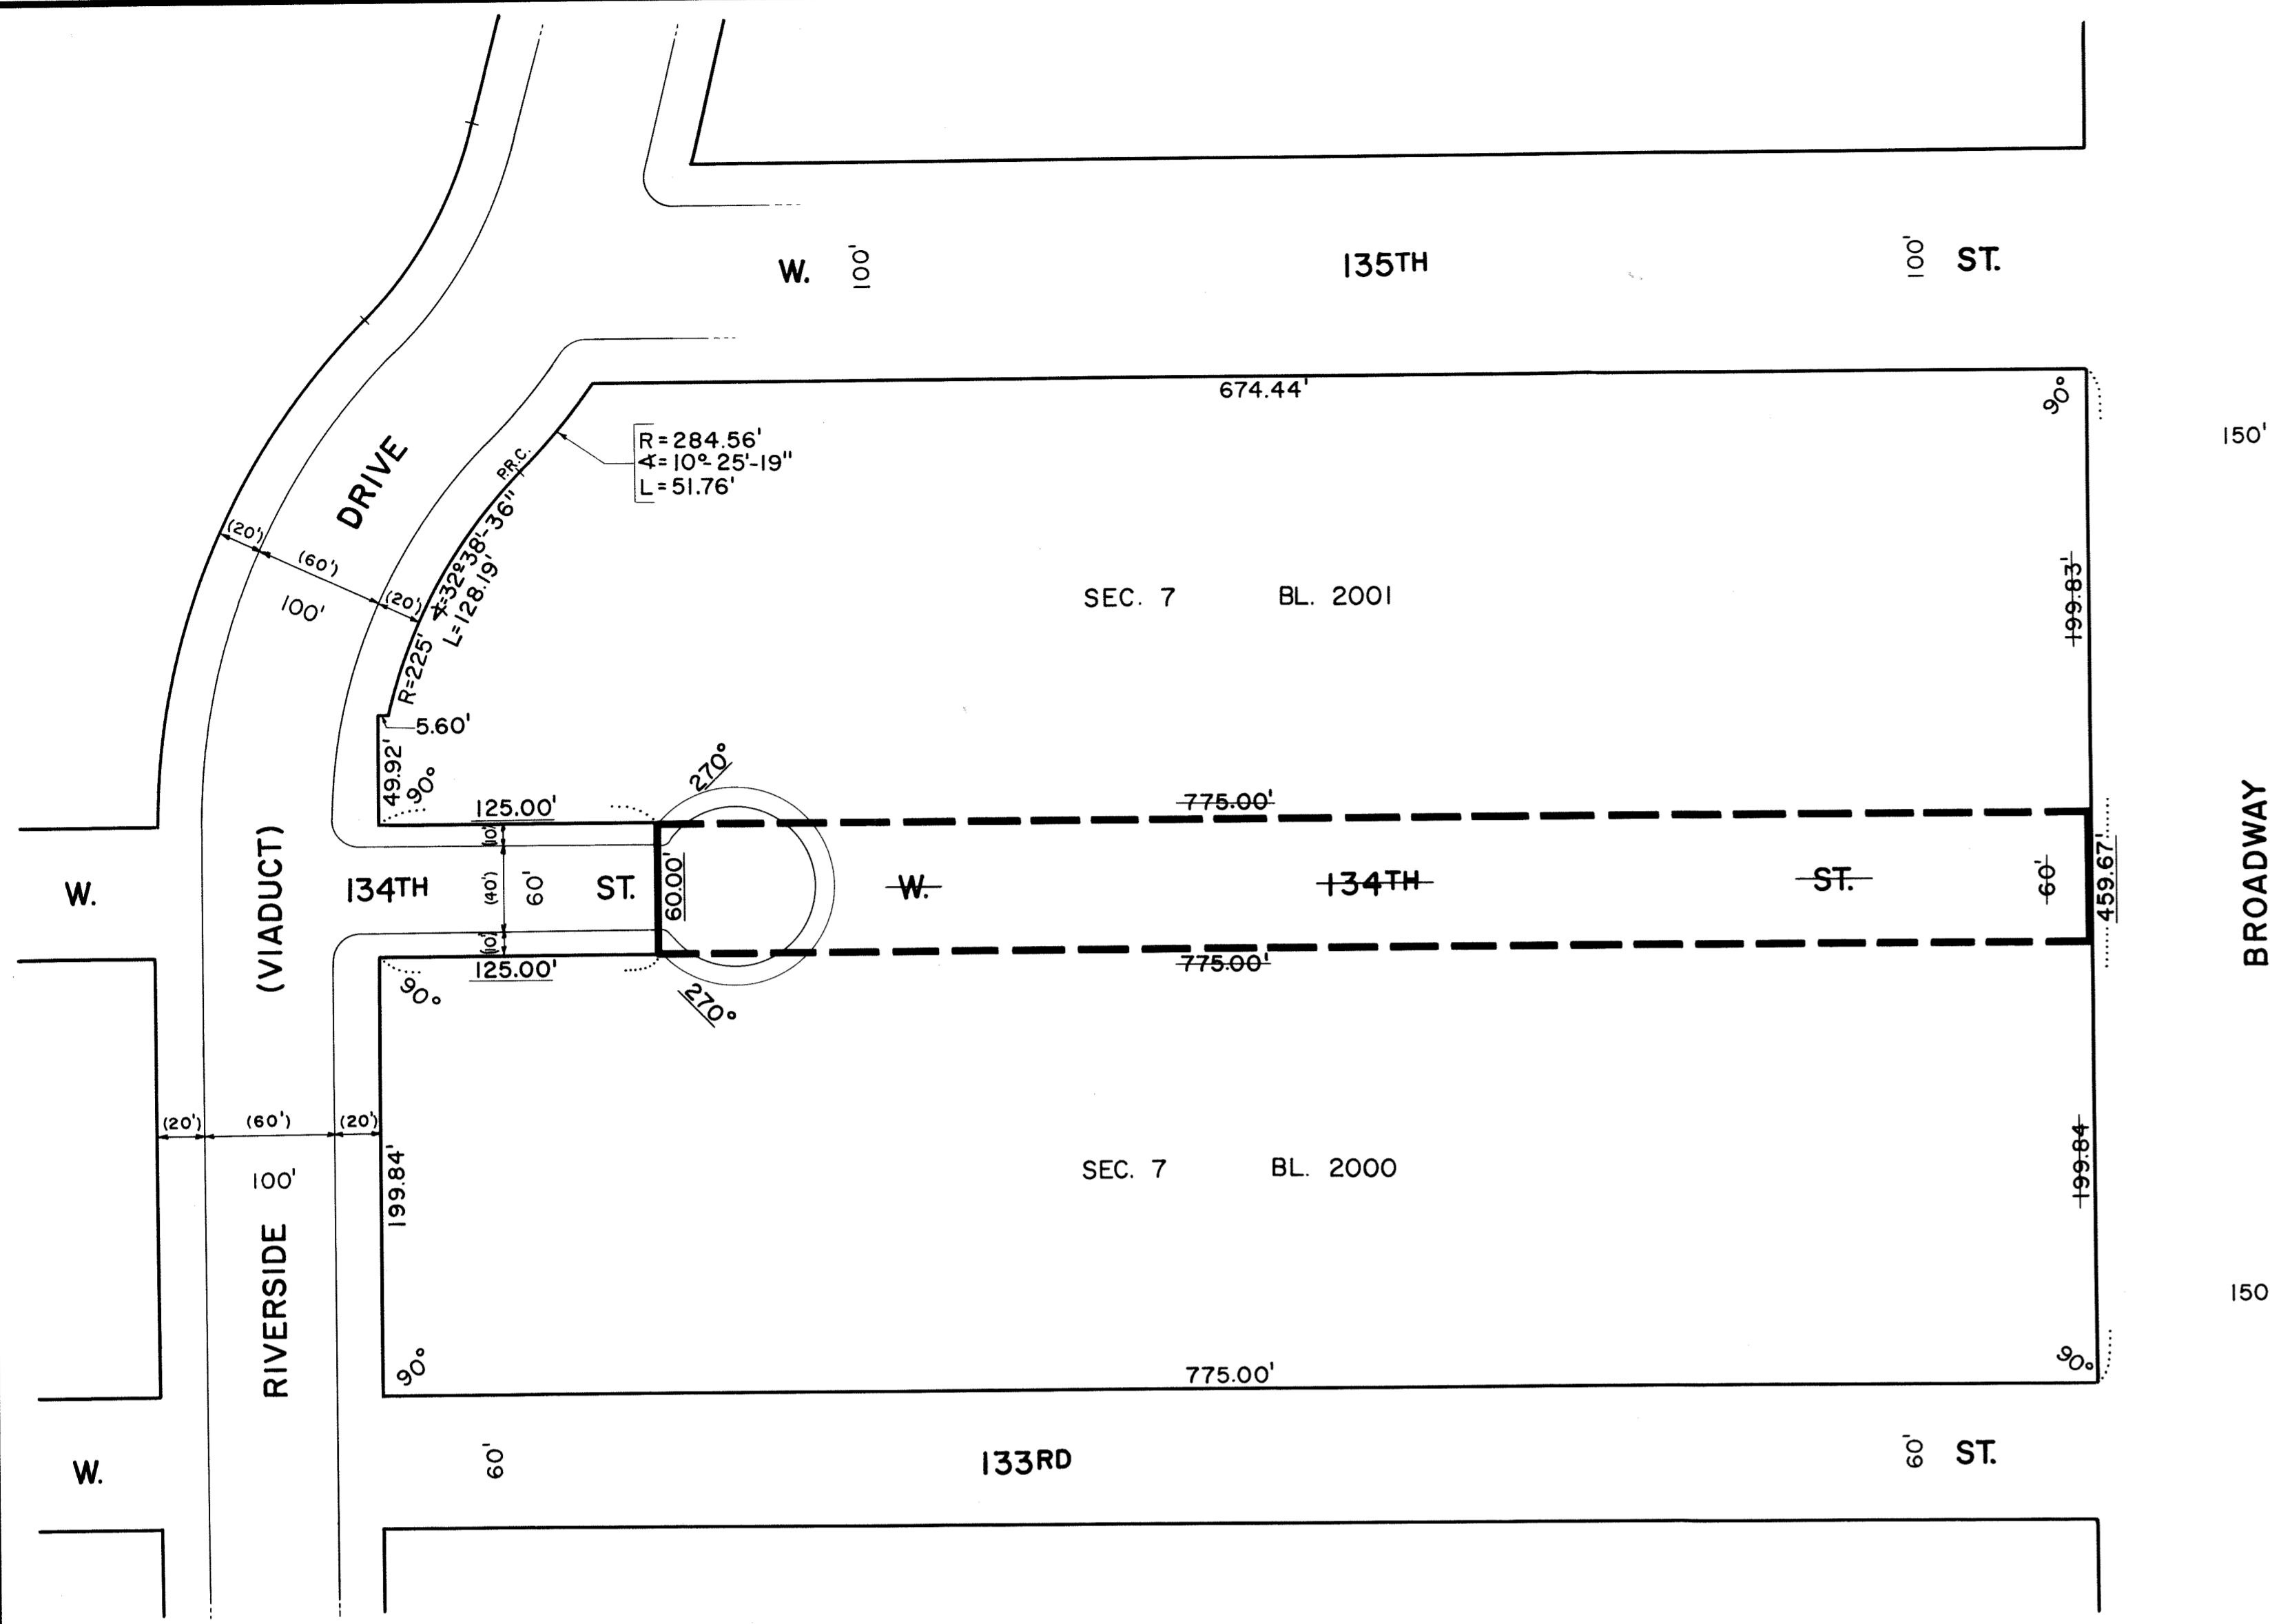 W. 100' 135TH 100' ST.
674.44'
90°
150'
R=284.56'
∡=10°-25'-19"
L=51.76'
P.R.C.
DRIVE
(20')
(60')
(20')
100'
∡=32°38'-36"
L=128.19'
R=225'
SEC. 7 BL. 2001
199.83'
5.60'
49.92'
90°
270°
125.00'
775.00'
(10')
W. 134TH (40') 60' ST. 60.00' W. 134TH ST. 60' 459.67'
(10')
125.00'
775.00'
90°
270°
(VIADUCT)
BROADWAY
(20') (60') (20')
100'
199.84'
SEC. 7 BL. 2000
199.84
RIVERSIDE
150
90°
775.00'
90°
W. 60' 133RD 60' ST.